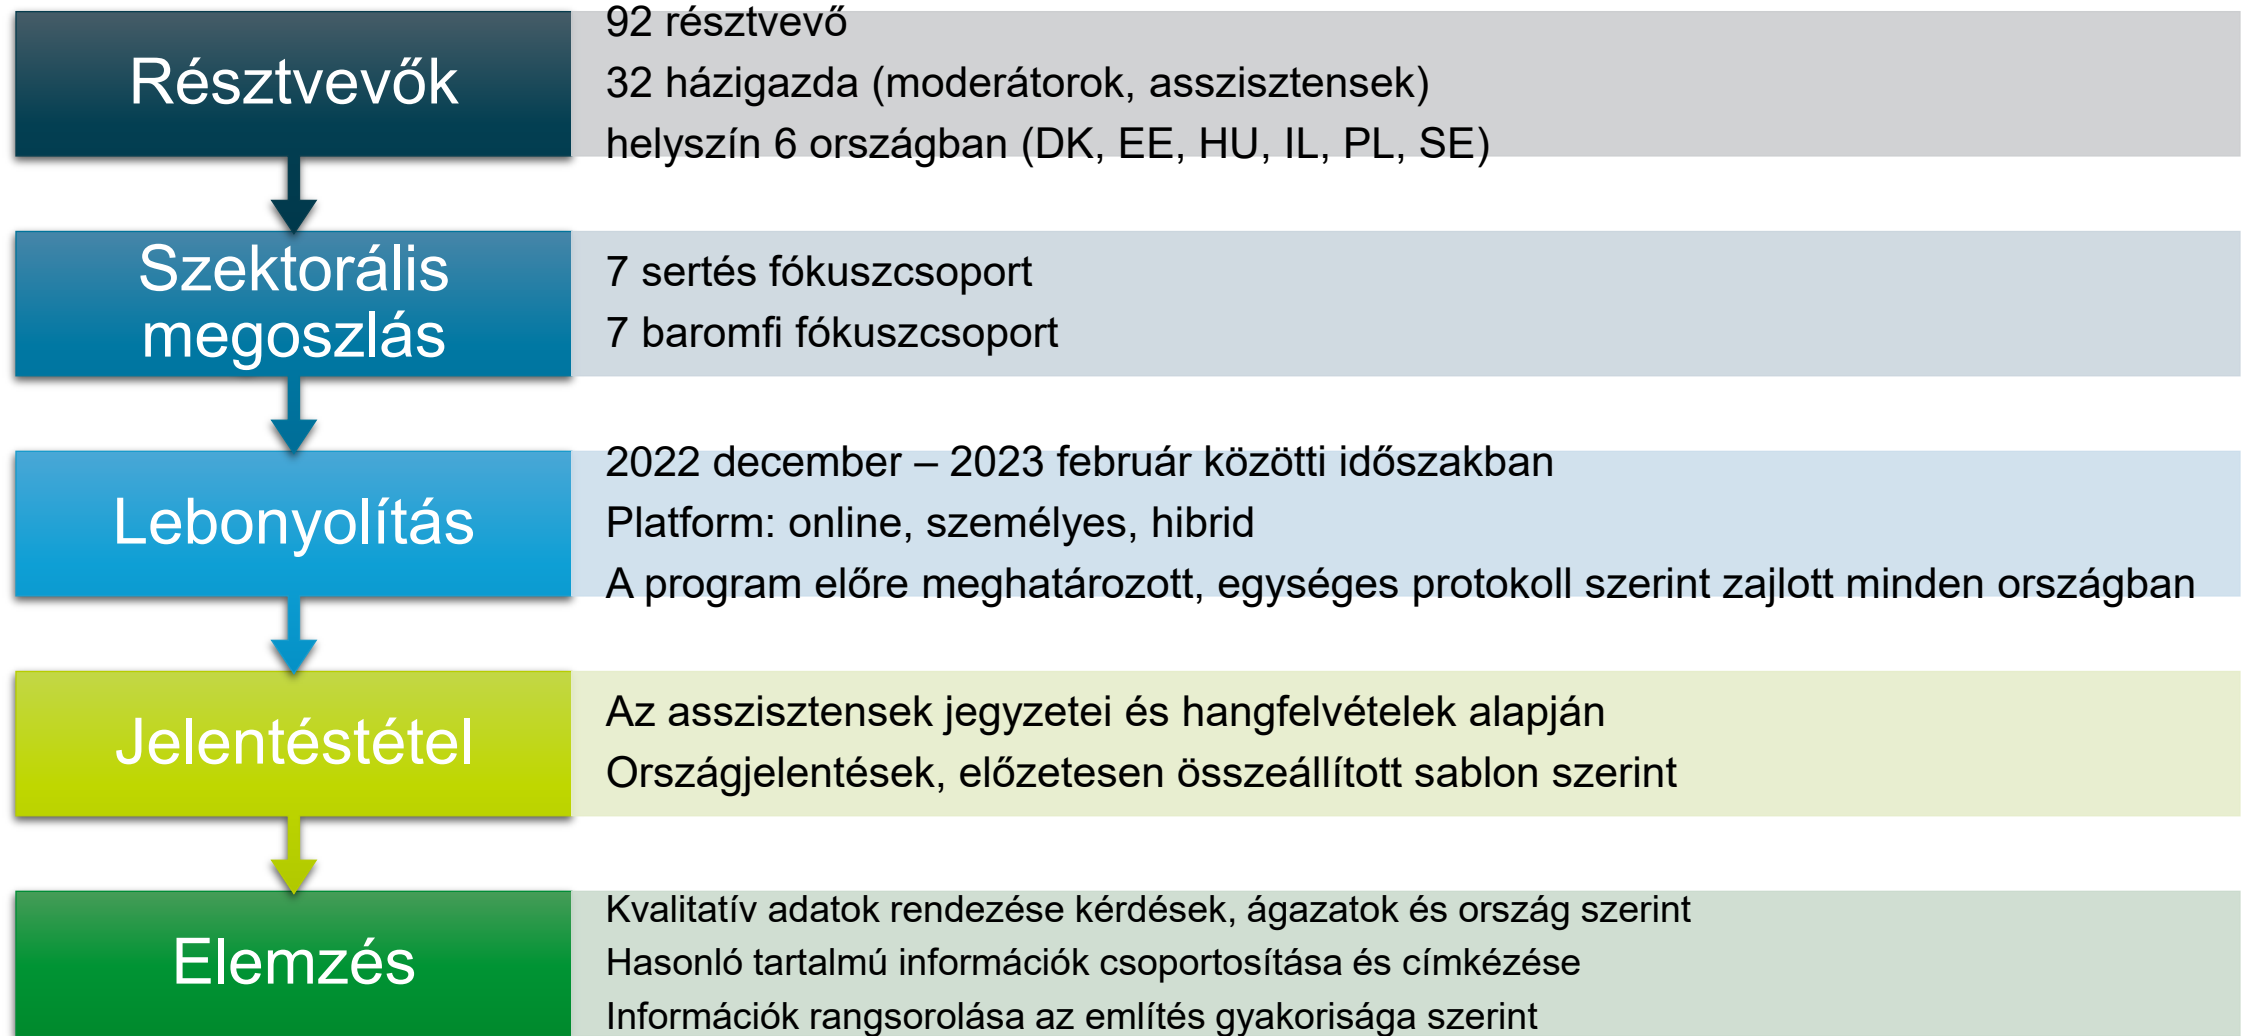 Résztvevők
92 résztvevő
32 házigazda (moderátorok, asszisztensek)
helyszín 6 országban (DK, EE, HU, IL, PL, SE)
Szektorális
megoszlás
7 sertés fókuszcsoport
7 baromfi fókuszcsoport
Lebonyolítás
2022 december – 2023 február közötti időszakban
Platform: online, személyes, hibrid
A program előre meghatározott, egységes protokoll szerint zajlott minden országban
Jelentéstétel
Az asszisztensek jegyzetei és hangfelvételek alapján
Országjelentések, előzetesen összeállított sablon szerint
Elemzés
Kvalitatív adatok rendezése kérdések, ágazatok és ország szerint
Hasonló tartalmú információk csoportosítása és címkézése
Információk rangsorolása az említés gyakorisága szerint